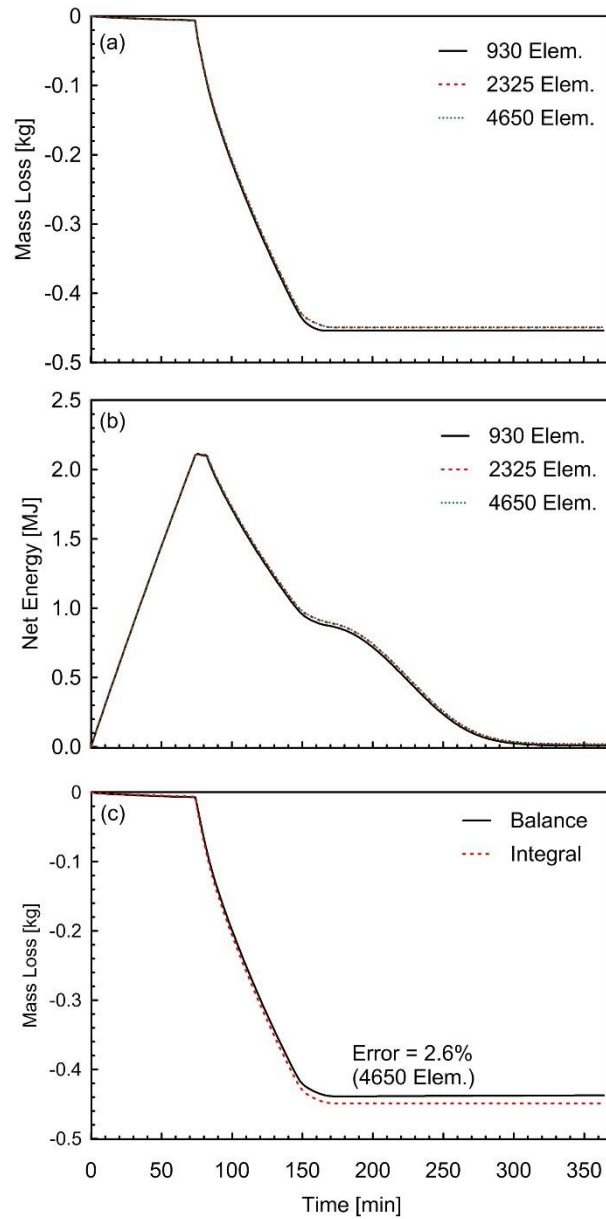 0
(a)
930 Elem.
2325 Elem.
4650 Elem.
-0.1
-0.2
-0.3
-0.4
-0.5
Mass Loss [kg]
2.5
(b)
930 Elem.
2325 Elem.
4650 Elem.
2.0
1.5
1.0
0.5
0.0
Net Energy [MJ]
0
(c)
Balance
Integral
-0.1
-0.2
-0.3
-0.4
-0.5
Mass Loss [kg]
Error = 2.6%
(4650 Elem.)
0 50 100 150 200 250 300 350
Time [min]